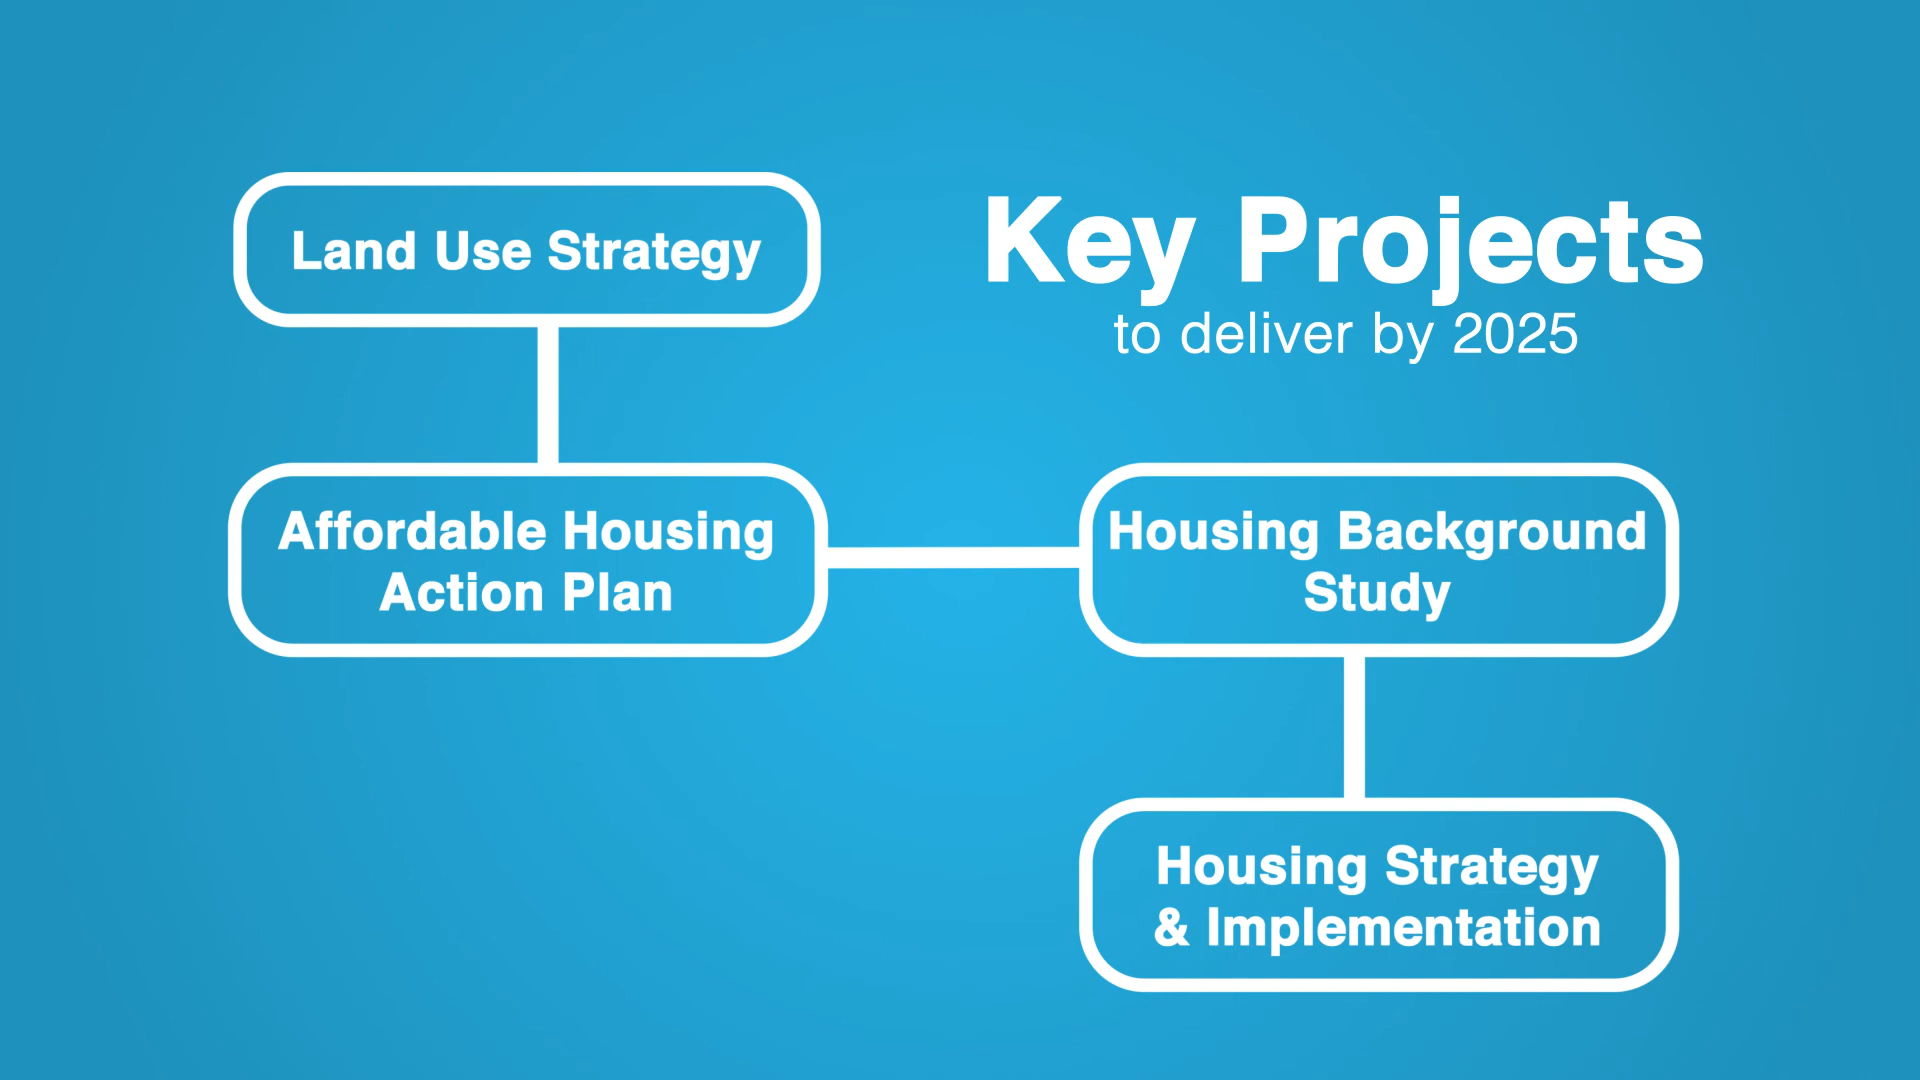 Land Use Strategy
Key Projects
to deliver by 2025
Affordable Housing
Action Plan
Housing Background
Study
Housing Strategy
& Implementation